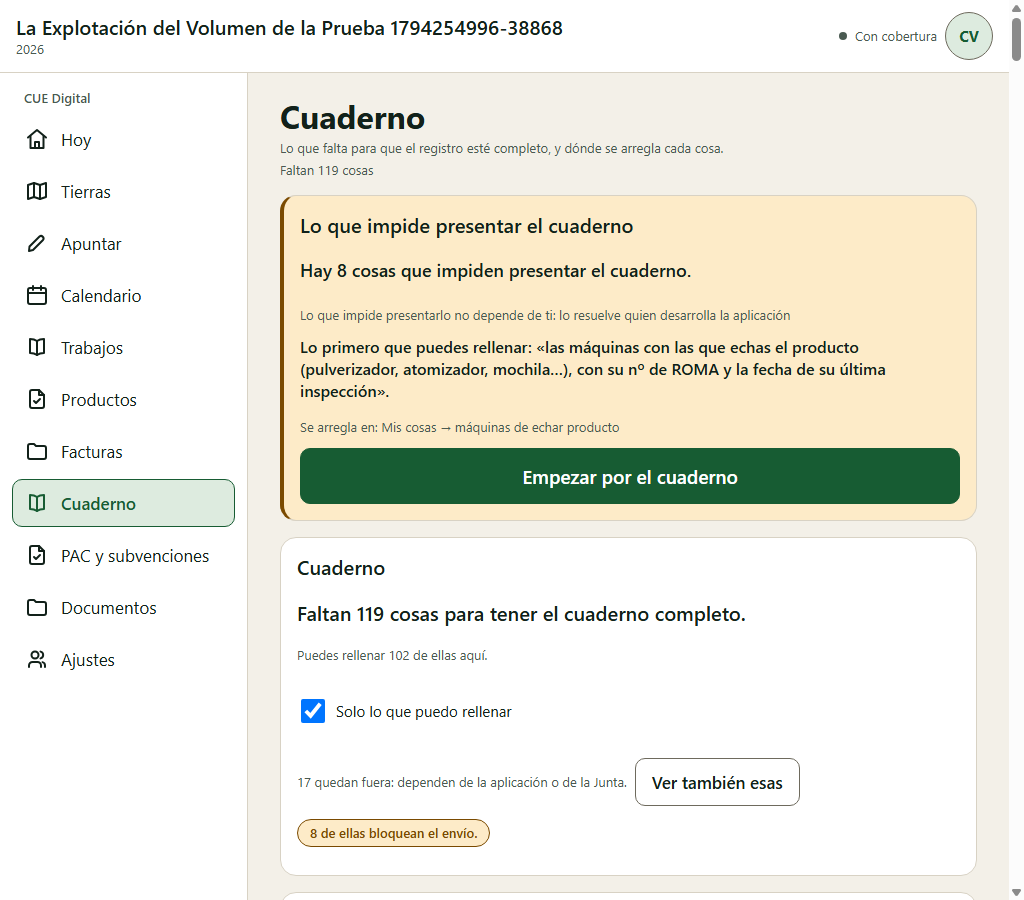 La Explotación del Volumen de la Prueba 1794254996-38868
2026
Con cobertura
CV
CUE Digital
Hoy
Tierras
Apuntar
Calendario
Trabajos
Productos
Facturas
Cuaderno
PAC y subvenciones
Documentos
Ajustes
Cuaderno
Lo que falta para que el registro esté completo, y dónde se arregla cada cosa.
Faltan 119 cosas
Lo que impide presentar el cuaderno
Hay 8 cosas que impiden presentar el cuaderno.
Lo que impide presentarlo no depende de ti: lo resuelve quien desarrolla la aplicación
Lo primero que puedes rellenar: «las máquinas con las que echas el producto
(pulverizador, atomizador, mochila…), con su nº de ROMA y la fecha de su última
inspección».
Se arregla en: Mis cosas → máquinas de echar producto
Empezar por el cuaderno
Cuaderno
Faltan 119 cosas para tener el cuaderno completo.
Puedes rellenar 102 de ellas aquí.
Solo lo que puedo rellenar
17 quedan fuera: dependen de la aplicación o de la Junta.
Ver también esas
8 de ellas bloquean el envío.